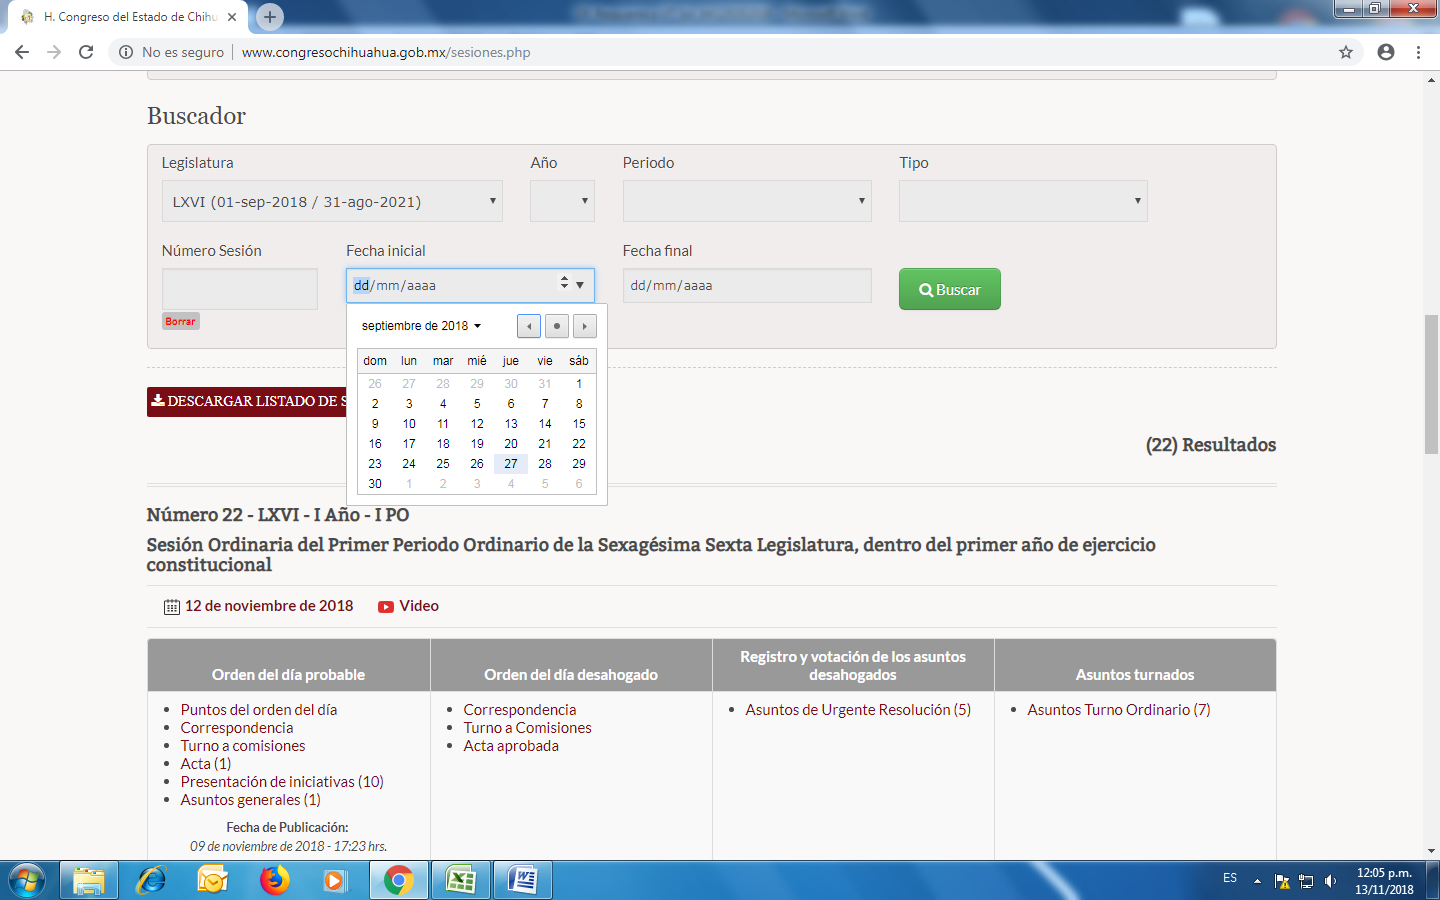 H. Congreso del Estado de Chihu
No es seguro | www.congresochihuahua.gob.mx/sesiones.php
Buscador
Legislatura Año Periodo Tipo
LXVI (01-sep-2018 / 31-ago-2021)
Número Sesión Fecha inicial Fecha final
dd/mm/aaaa dd/mm/aaaa Buscar
Borrar
septiembre de 2018
dom lun mar mié jue vie sáb
26 27 28 29 30 31 1
2 3 4 5 6 7 8
9 10 11 12 13 14 15
16 17 18 19 20 21 22
23 24 25 26 27 28 29
30 1 2 3 4 5 6
DESCARGAR LISTADO DE S
(22) Resultados
Número 22 - LXVI - I Año - I PO
Sesión Ordinaria del Primer Periodo Ordinario de la Sexagésima Sexta Legislatura, dentro del primer año de ejercicio
constitucional
12 de noviembre de 2018 Video
Orden del día probable
Puntos del orden del día
Correspondencia
Turno a comisiones
Acta (1)
Presentación de iniciativas (10)
Asuntos generales (1)
Fecha de Publicación:
09 de noviembre de 2018 - 17:23 hrs.
Orden del día desahogado
Correspondencia
Turno a Comisiones
Acta aprobada
Registro y votación de los asuntos
desahogados
Asuntos de Urgente Resolución (5)
Asuntos turnados
Asuntos Turno Ordinario (7)
ES
12:05 p.m.
13/11/2018